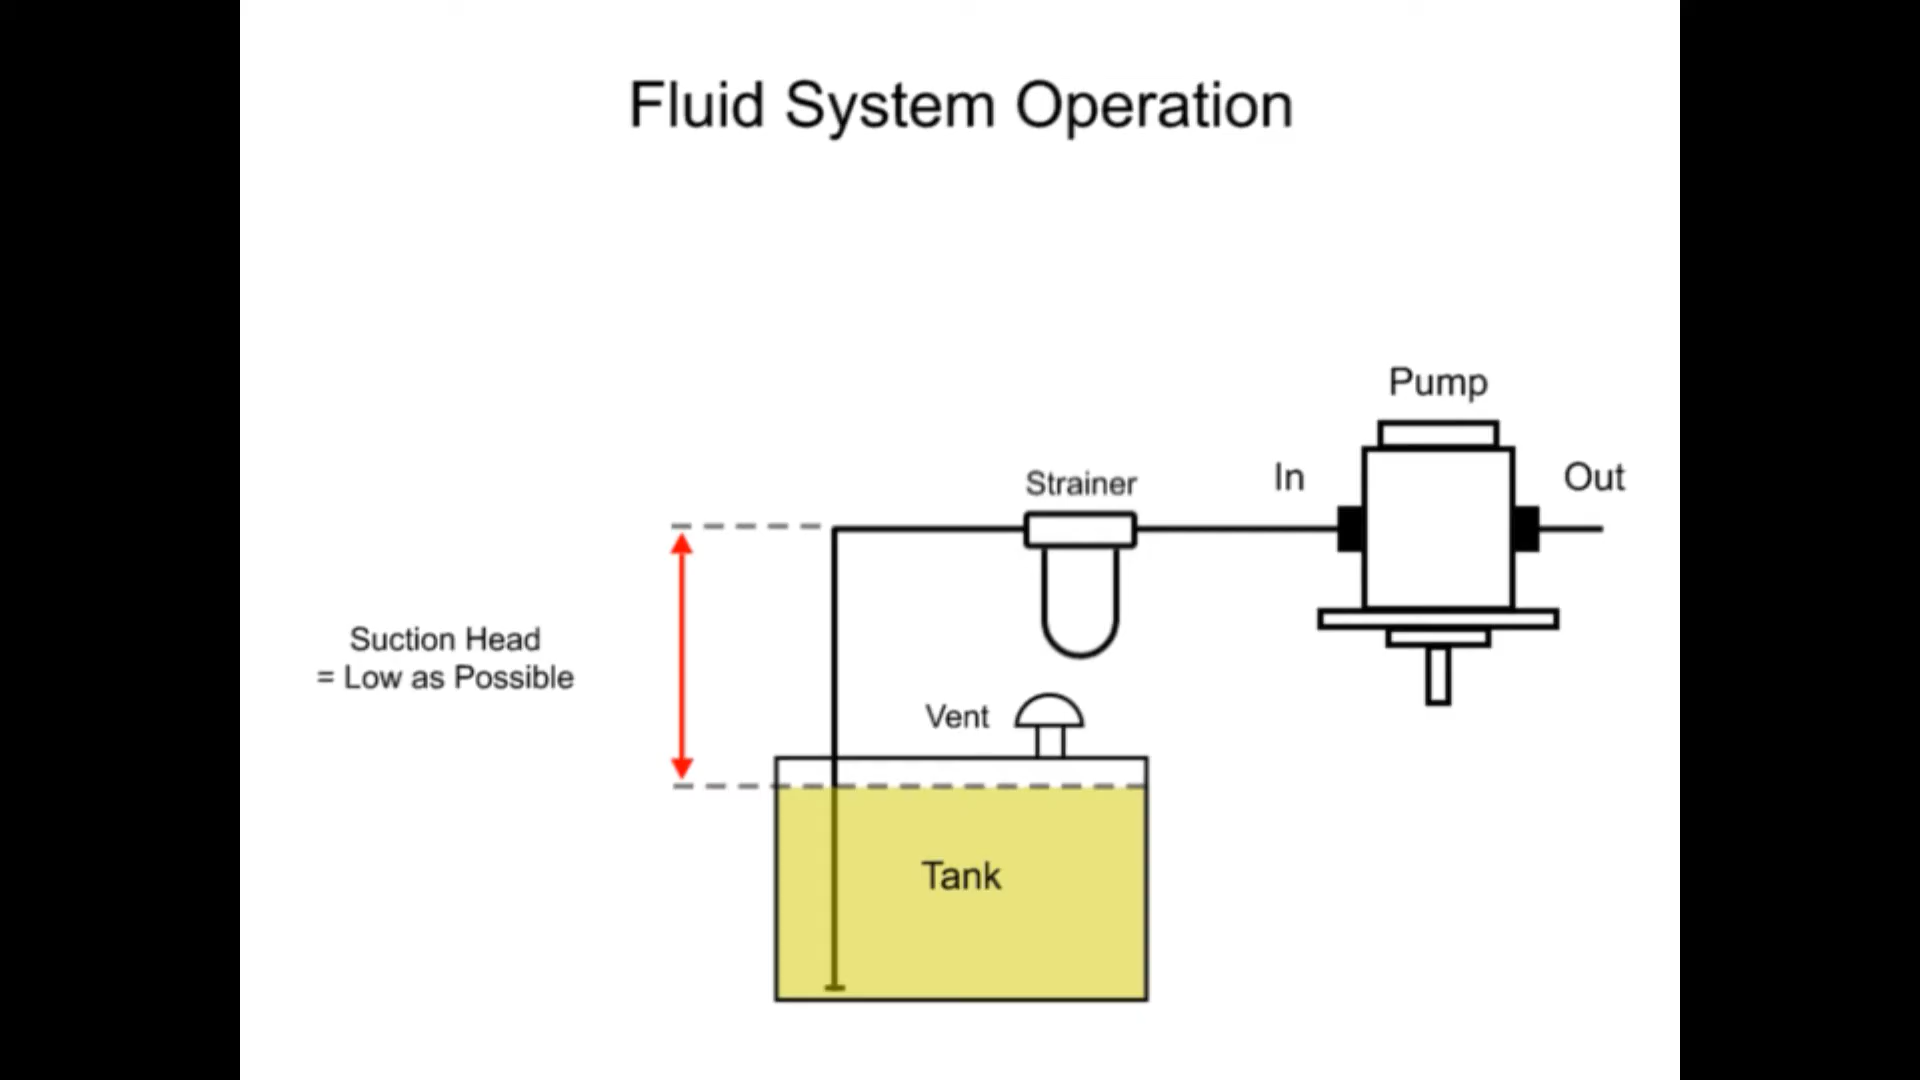 Fluid System Operation
Pump
In
Out
Strainer
Suction Head
= Low as Possible
Vent
Tank